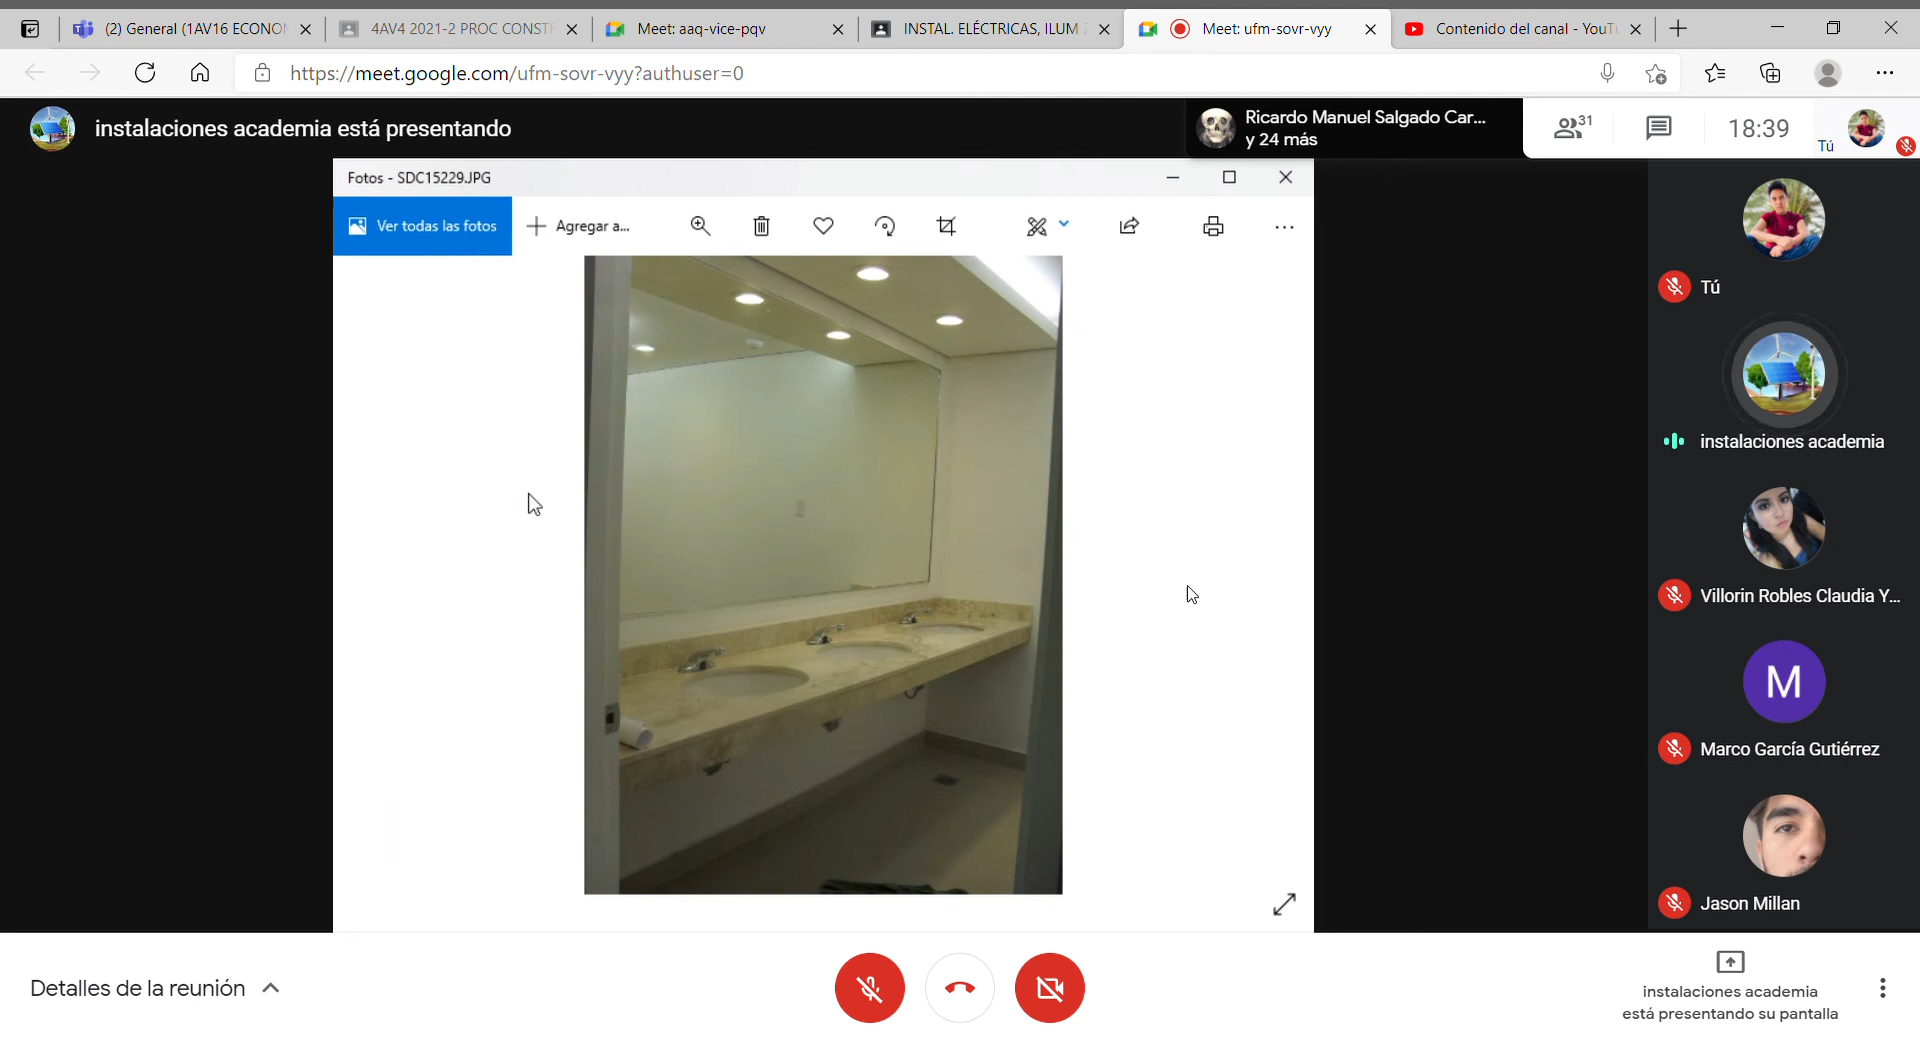 (2) General (1AV16 ECONON
4AV4 2021-2 PROC CONST
Meet: aaq-vice-pqv
INSTAL. ELÉCTRICAS, ILUM 2
Meet: ufm-sovr-vyy
Contenido del canal - YouT
https://meet.google.com/ufm-sovr-vyy?authuser=0
instalaciones academia está presentando
Ricardo Manuel Salgado Car...
y 24 más
31
18:39
Tú
Fotos - SDC15229.JPG
Ver todas las fotos
Agregar a...
Tú
instalaciones academia
Villorin Robles Claudia Y...
M
Marco García Gutiérrez
Jason Millan
Detalles de la reunión
instalaciones academia
está presentando su pantalla